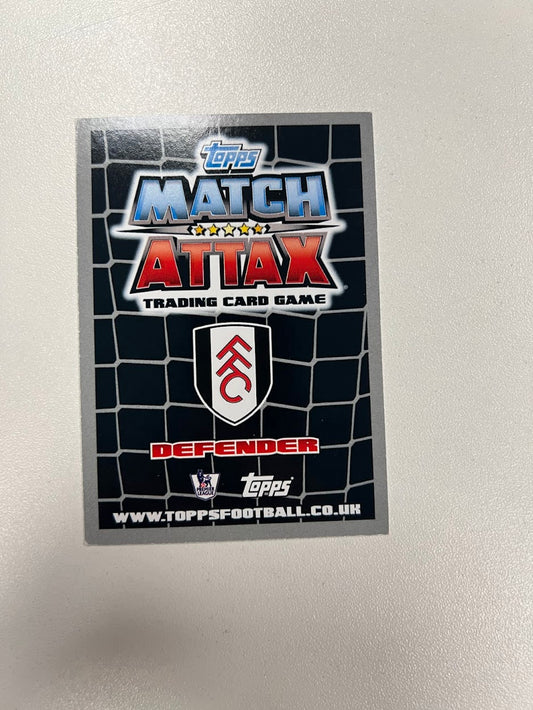 Topps
MATCH
ATTAX
TRADING CARD GAME
FFC
DEFENDER
Topps
WWW.TOPPSFOOTBALL.CO.UK